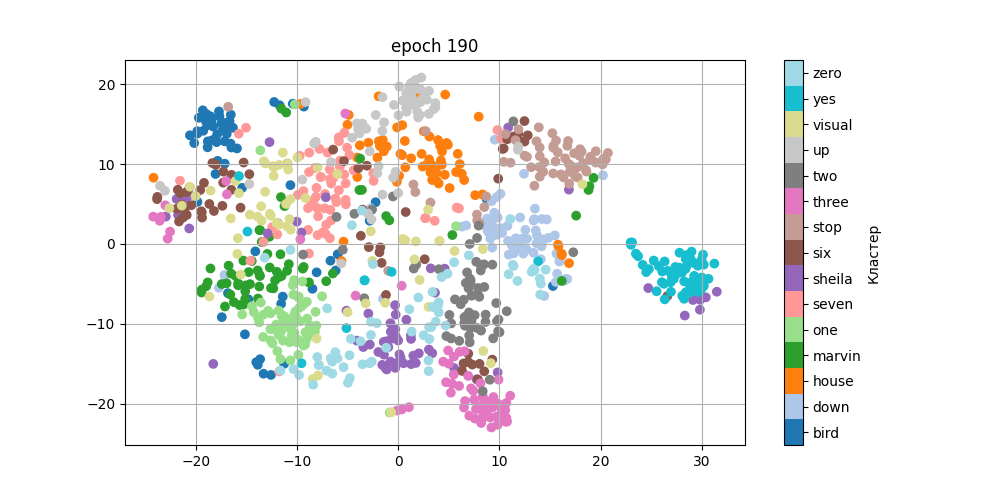 epoch 190
20
10
0
−10
−20
−20
−10
0
10
20
30
zero
yes
visual
up
two
three
stop
six
sheila
seven
one
marvin
house
down
bird
Кластер